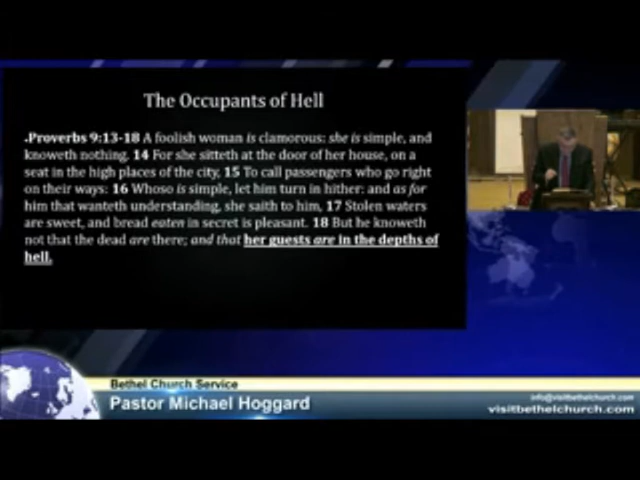 The Occupants of Hell
.Proverbs 9:13-18 A foolish woman is clamorous: she is simple, and
knoweth nothing. 14 For she sitteth at the door of her house, on a
seat in the high places of the city, 15 To call passengers who go right
on their ways: 16 Whoso is simple, let him turn in hither: and as for
him that wanteth understanding, she saith to him, 17 Stolen waters
are sweet, and bread eaten in secret is pleasant. 18 But he knoweth
not that the dead are there; and that her guests are in the depths of
hell.
Bethel Church Service
Pastor Michael Hoggard
info@visitbethelchurch.com
visitbethelchurch.com